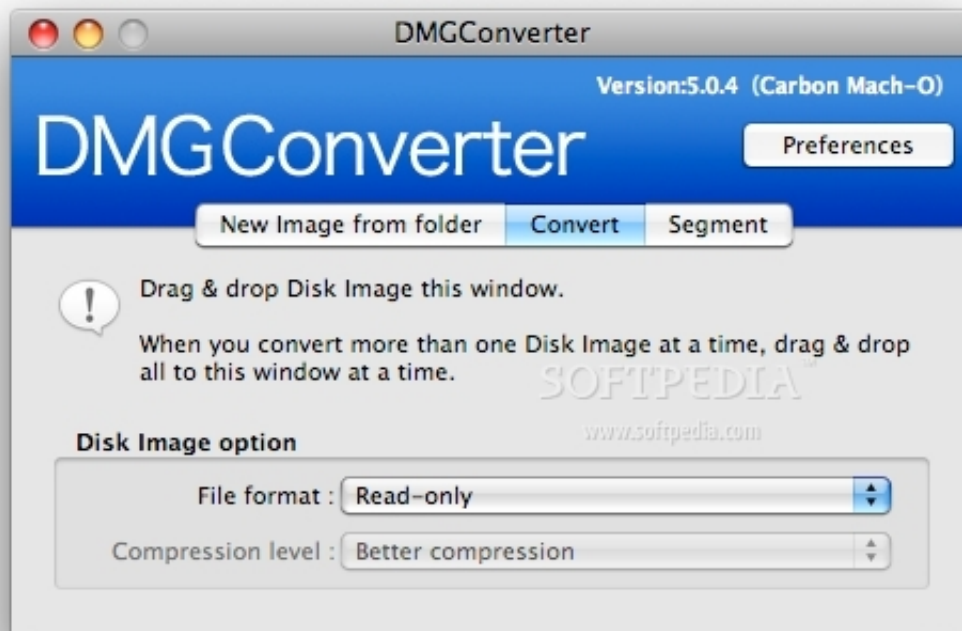 DMGConverter
Version:5.0.4 (Carbon Mach-O)
DMGConverter
Preferences
New Image from folder Convert Segment
! Drag & drop Disk Image this window.
When you convert more than one Disk Image at a time, drag & drop
all to this window at a time.
SOFTPEDIA™
www.softpedia.com
Disk Image option
File format : Read-only
Compression level : Better compression